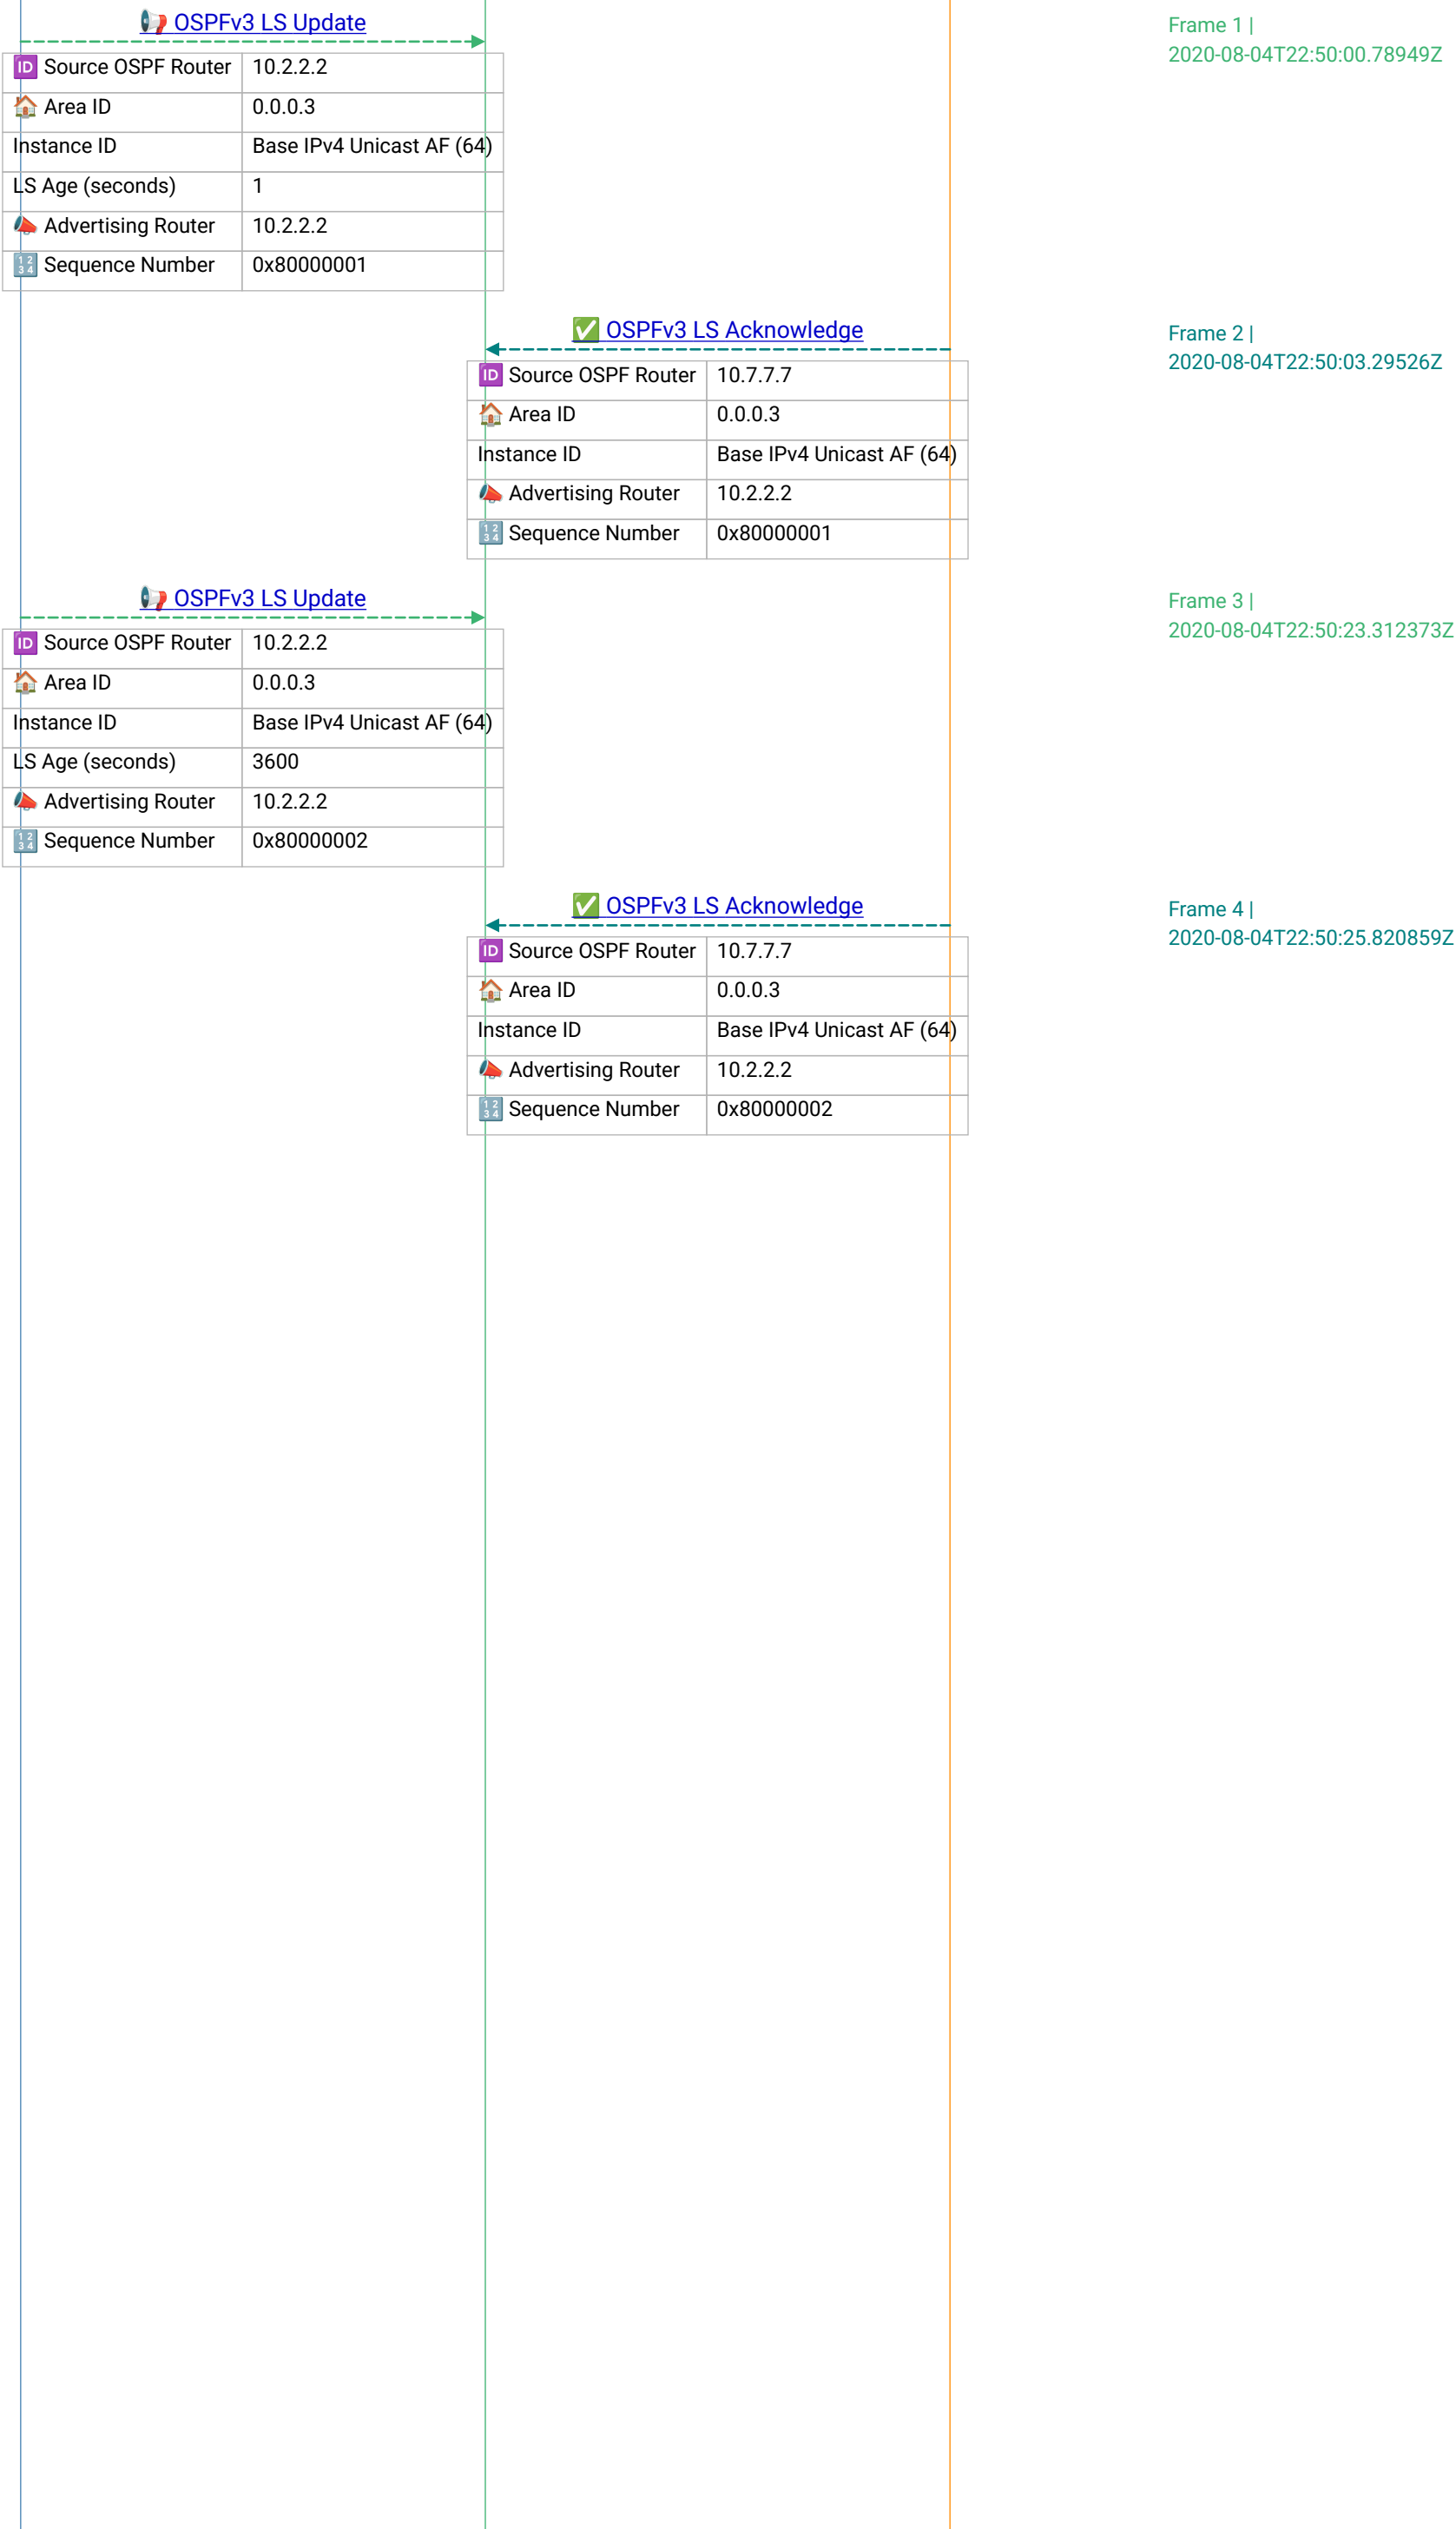 OSPFv3 LS Update
Frame 1 |
2020-08-04T22:50:00.78949Z
Source OSPF Router 10.2.2.2
Area ID 0.0.0.3
Instance ID Base IPv4 Unicast AF (64)
LS Age (seconds) 1
Advertising Router 10.2.2.2
Sequence Number 0x80000001
OSPFv3 LS Acknowledge
Frame 2 |
2020-08-04T22:50:03.29526Z
Source OSPF Router 10.7.7.7
Area ID 0.0.0.3
Instance ID Base IPv4 Unicast AF (64)
Advertising Router 10.2.2.2
Sequence Number 0x80000001
OSPFv3 LS Update
Frame 3 |
2020-08-04T22:50:23.312373Z
Source OSPF Router 10.2.2.2
Area ID 0.0.0.3
Instance ID Base IPv4 Unicast AF (64)
LS Age (seconds) 3600
Advertising Router 10.2.2.2
Sequence Number 0x80000002
OSPFv3 LS Acknowledge
Frame 4 |
2020-08-04T22:50:25.820859Z
Source OSPF Router 10.7.7.7
Area ID 0.0.0.3
Instance ID Base IPv4 Unicast AF (64)
Advertising Router 10.2.2.2
Sequence Number 0x80000002